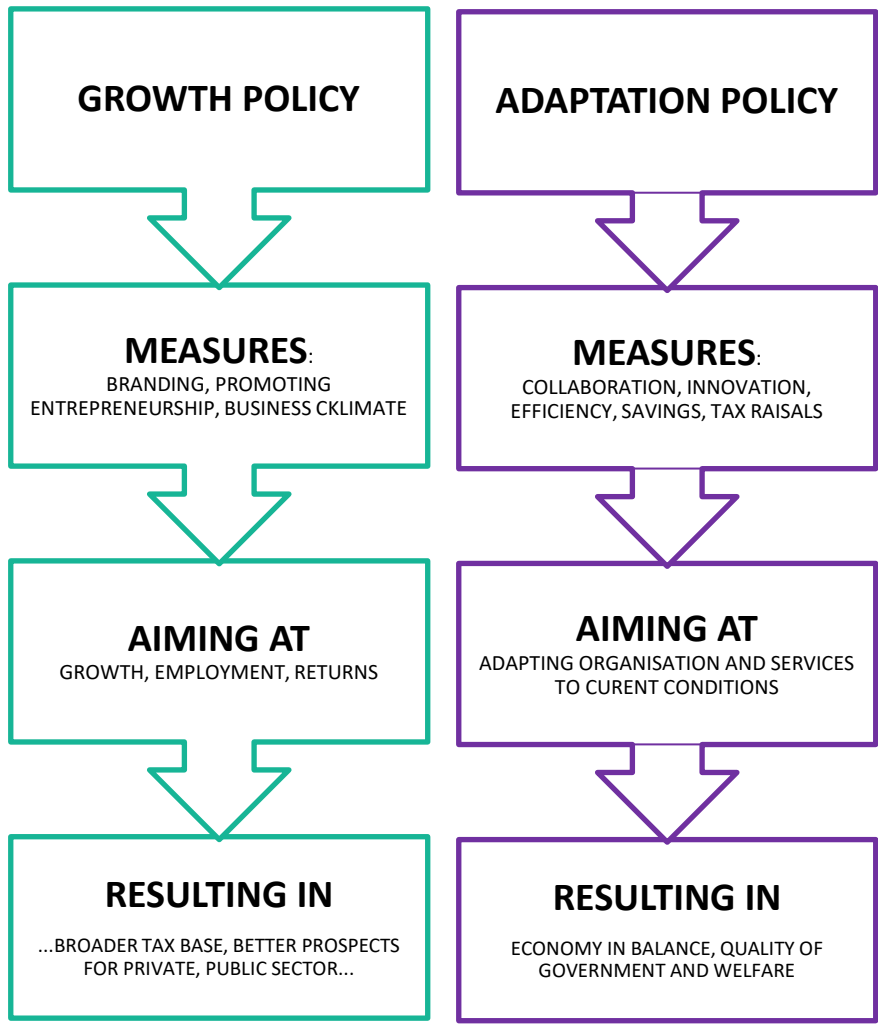 GROWTH POLICY
MEASURES:
BRANDING, PROMOTING
ENTREPRENEURSHIP, BUSINESS CKLIMATE
AIMING AT
GROWTH, EMPLOYMENT, RETURNS
RESULTING IN
...BROADER TAX BASE, BETTER PROSPECTS
FOR PRIVATE, PUBLIC SECTOR...
ADAPTATION POLICY
MEASURES:
COLLABORATION, INNOVATION,
EFFICIENCY, SAVINGS, TAX RAISALS
AIMING AT
ADAPTING ORGANISATION AND SERVICES
TO CURENT CONDITIONS
RESULTING IN
ECONOMY IN BALANCE, QUALITY OF
GOVERNMENT AND WELFARE